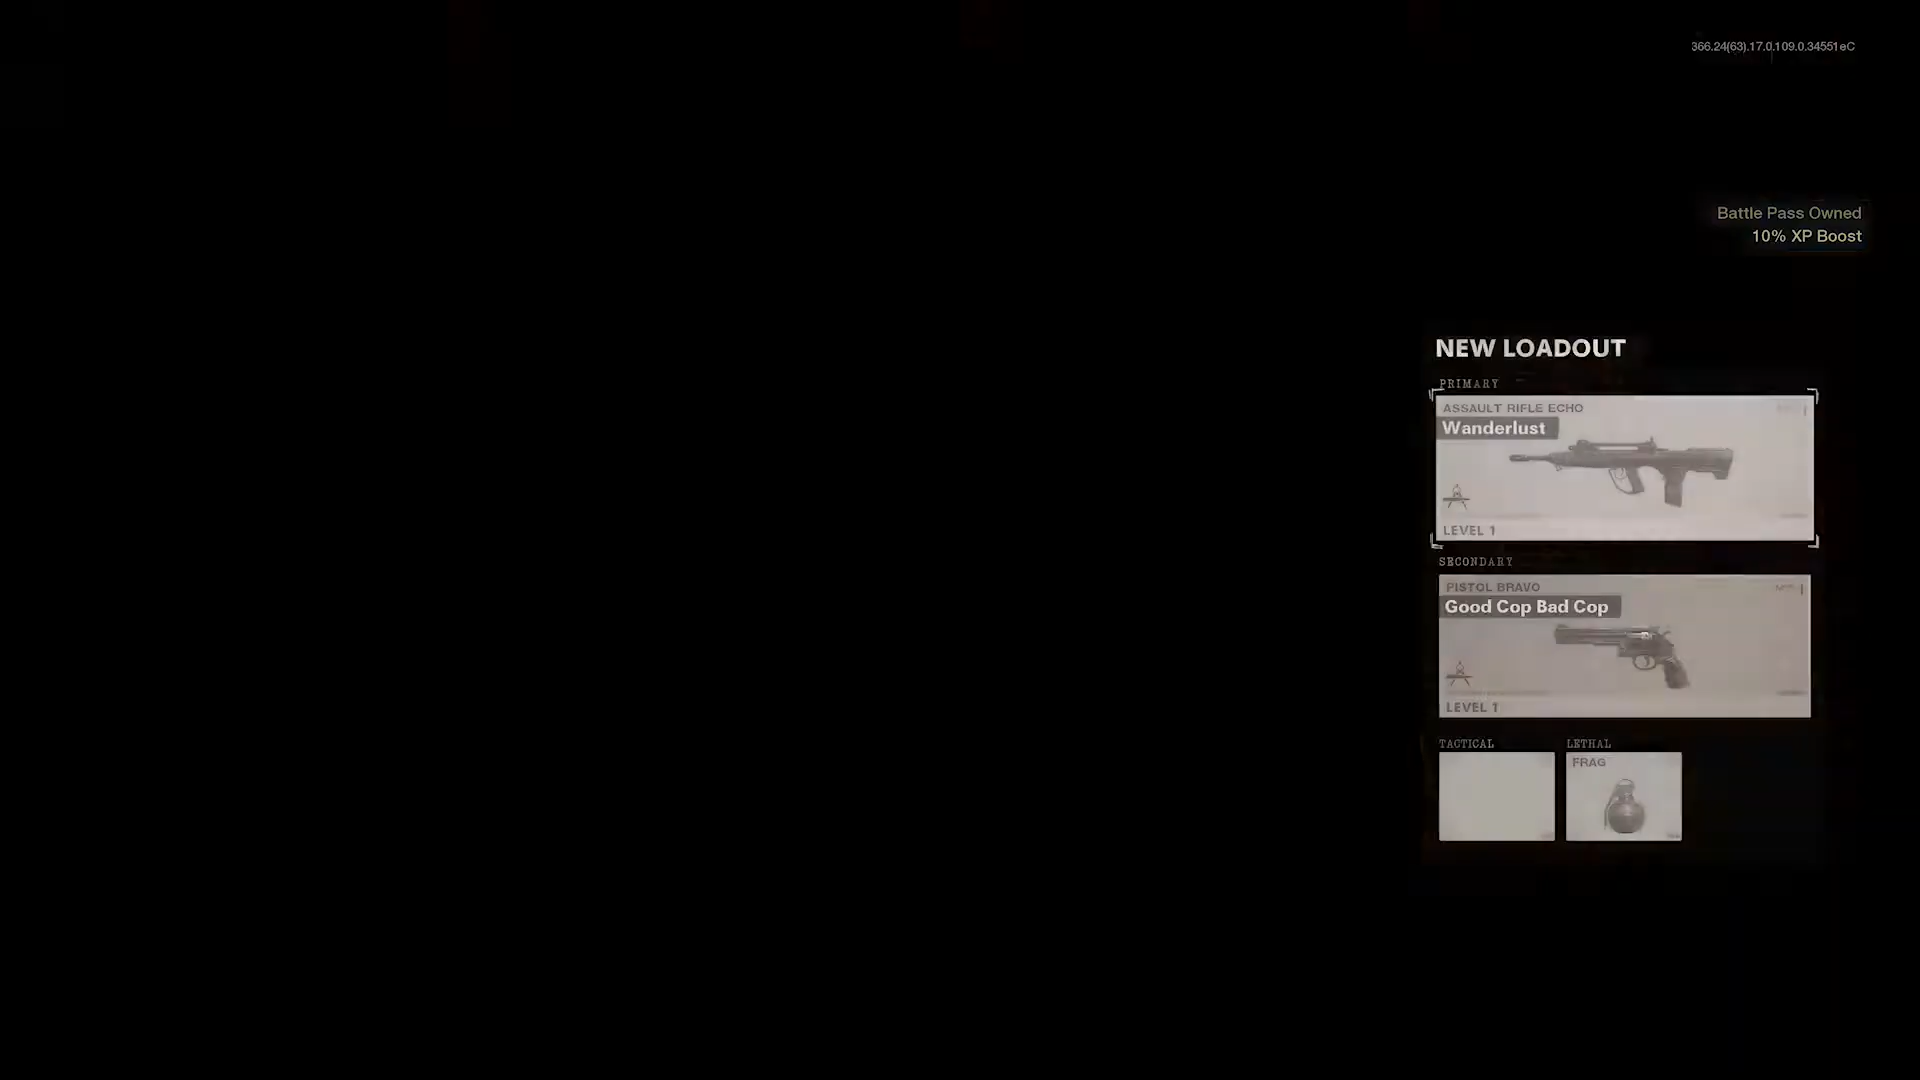 366.24(63).17.0.109.0.34551eC
Battle Pass Owned
10% XP Boost
NEW LOADOUT
PRIMARY
ASSAULT RIFLE ECHO
Wanderlust
LEVEL 1
SECONDARY
PISTOL BRAVO
Good Cop Bad Cop
LEVEL 1
TACTICAL
LETHAL
FRAG